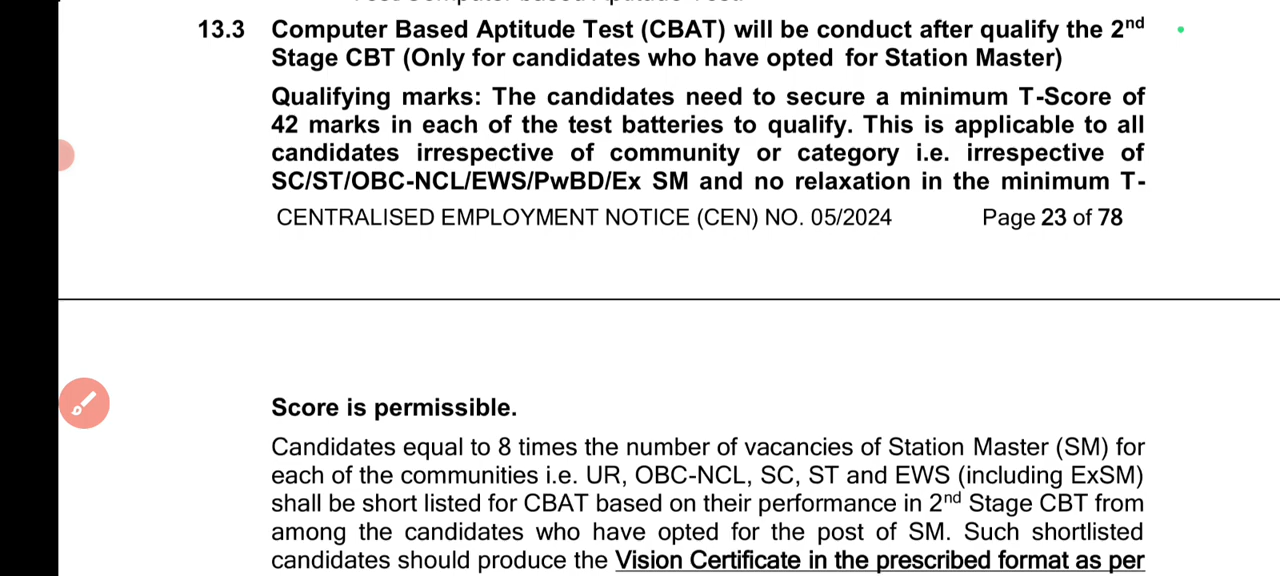 13.3 Computer Based Aptitude Test (CBAT) will be conduct after qualify the 2nd
Stage CBT (Only for candidates who have opted for Station Master)
Qualifying marks: The candidates need to secure a minimum T-Score of
42 marks in each of the test batteries to qualify. This is applicable to all
candidates irrespective of community or category i.e. irrespective of
SC/ST/OBC-NCL/EWS/PwBD/Ex SM and no relaxation in the minimum T-
CENTRALISED EMPLOYMENT NOTICE (CEN) NO. 05/2024 Page 23 of 78
Score is permissible.
Candidates equal to 8 times the number of vacancies of Station Master (SM) for
each of the communities i.e. UR, OBC-NCL, SC, ST and EWS (including ExSM)
shall be short listed for CBAT based on their performance in 2nd Stage CBT from
among the candidates who have opted for the post of SM. Such shortlisted
candidates should produce the Vision Certificate in the prescribed format as per